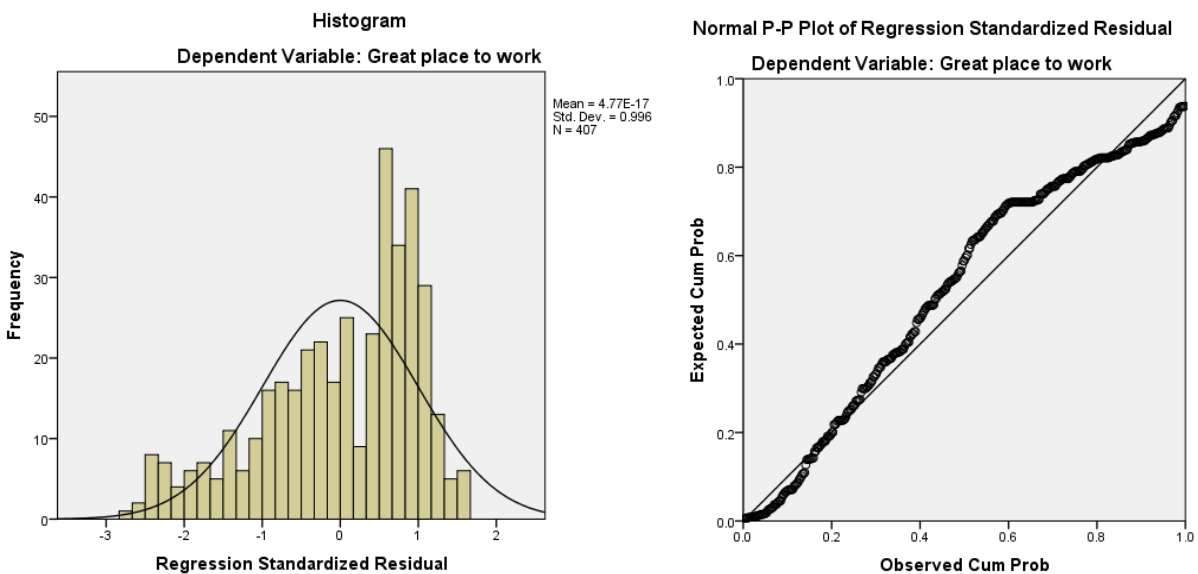 Histogram
Dependent Variable: Great place to work
Mean = 4.77E-17
Std. Dev. = 0.996
N = 407
50
40
30
20
10
0
Frequency
-3 -2 -1 0 1 2
Regression Standardized Residual
Normal P-P Plot of Regression Standardized Residual
Dependent Variable: Great place to work
1.0
0.8
0.6
0.4
0.2
0.0
Expected Cum Prob
0.0 0.2 0.4 0.6 0.8 1.0
Observed Cum Prob